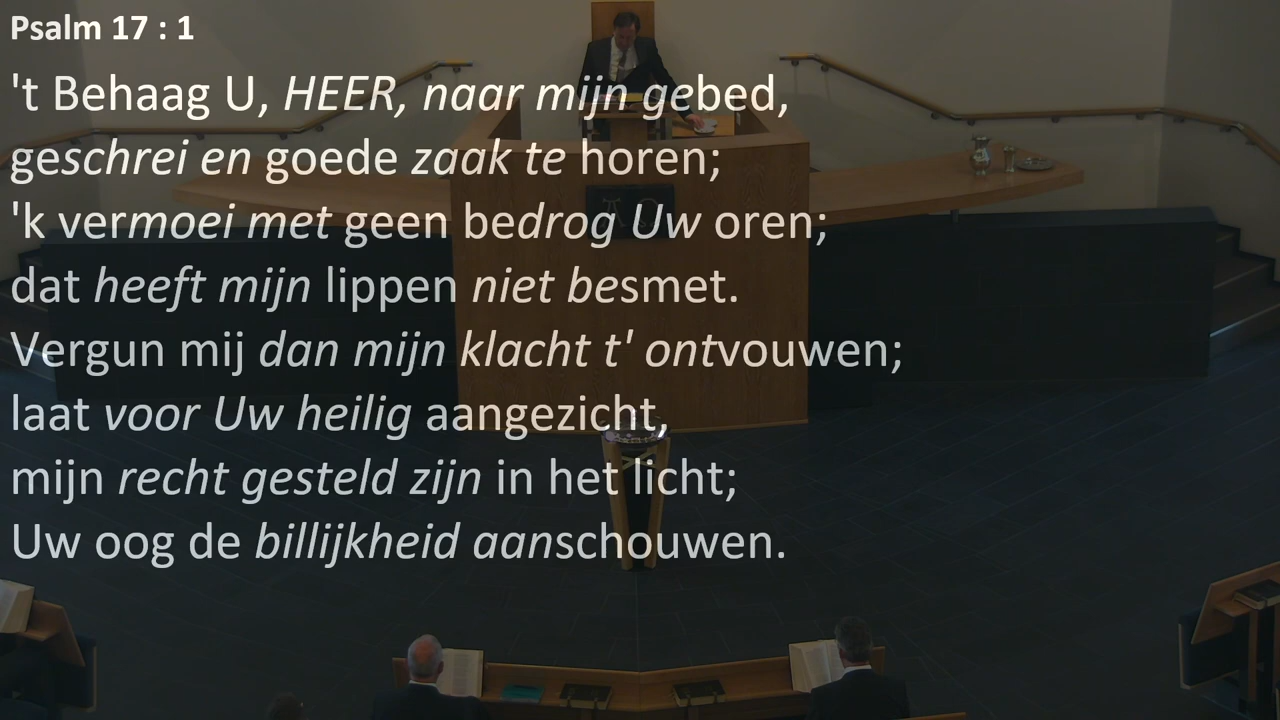 Psalm 17 : 1
't Behaag U, HEER, naar mijn gebed,
geschrei en goede zaak te horen;
'k vermoei met geen bedrog Uw oren;
dat heeft mijn lippen niet besmet.
Vergun mij dan mijn klacht t' ontvouwen;
laat voor Uw heilig aangezicht,
mijn recht gesteld zijn in het licht;
Uw oog de billijkheid aanschouwen.